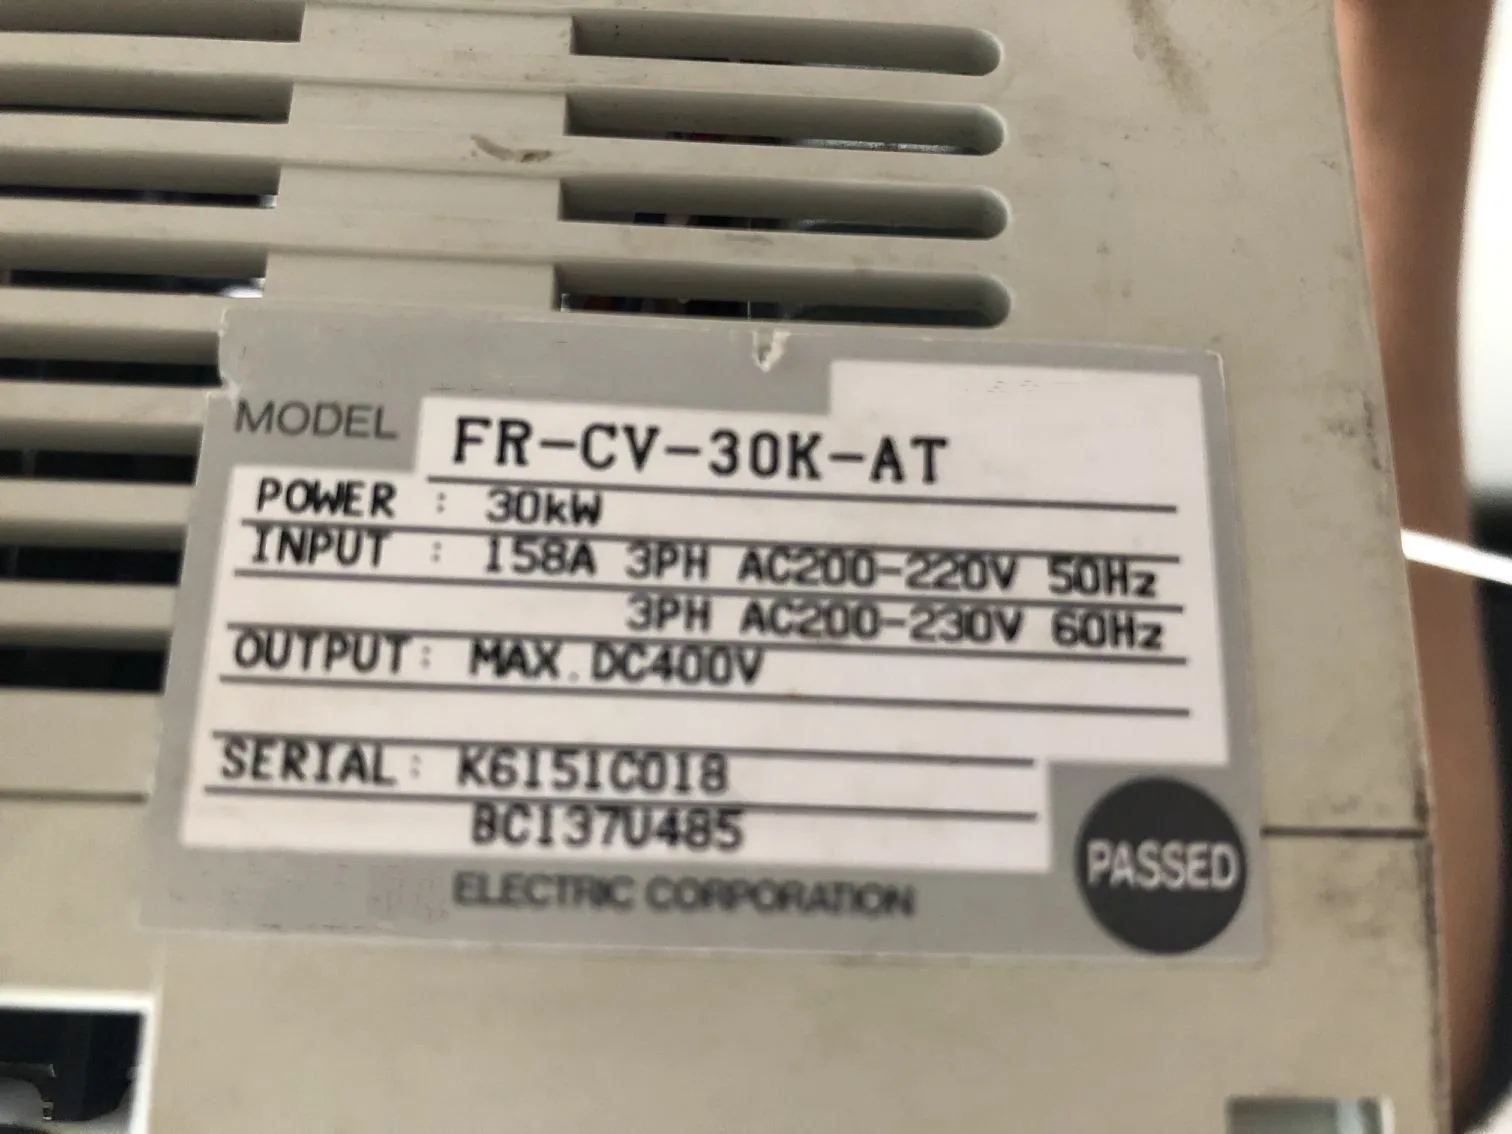 MODEL FR-CV-30K-AT
POWER : 30kW
INPUT : 158A 3PH AC200-220V 50Hz
3PH AC200-230V 60Hz
OUTPUT: MAX.DC400V
SERIAL: K6151C018
BC137U485
PASSED
ELECTRIC CORPORATION